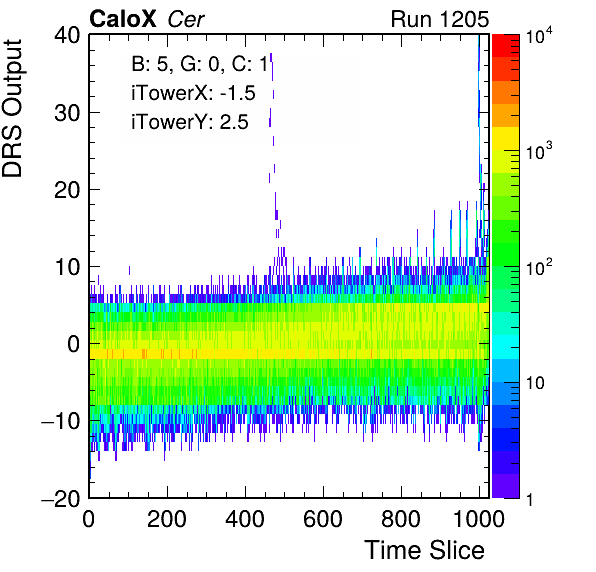 CaloX Cer Run 1205
DRS Output
B: 5, G: 0, C: 1
iTowerX: -1.5
iTowerY: 2.5
40
30
20
10
0
−10
−20
0 200 400 600 800 1000
Time Slice
10^4
10^3
10^2
10
1